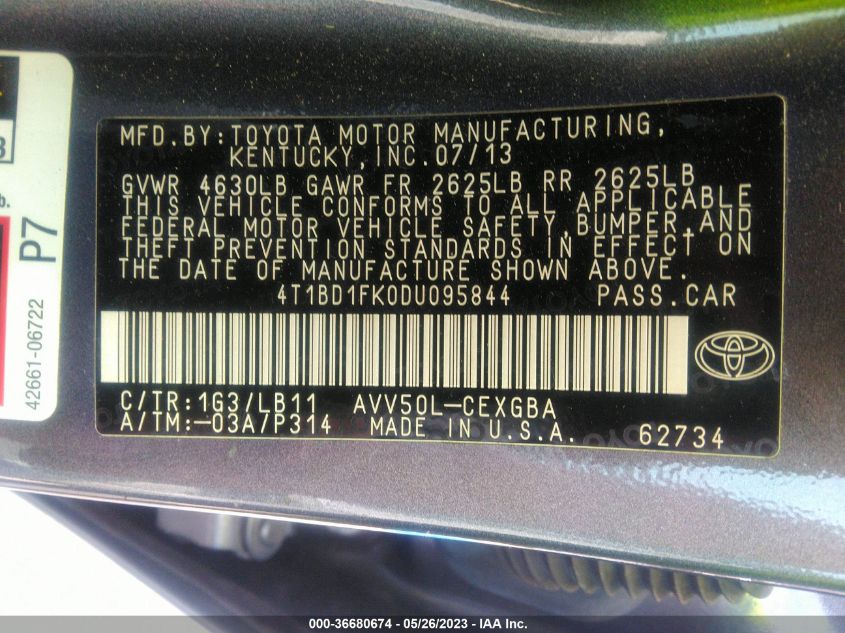 MFD.BY:TOYOTA MOTOR MANUFACTURING,
KENTUCKY,INC.07/13
GVWR 4630LB GAWR FR 2625LB RR 2625LB
THIS VEHICLE CONFORMS TO ALL APPLICABLE
FEDERAL MOTOR VEHICLE SAFETY,BUMPER,AND
THEFT PREVENTION STANDARDS IN EFFECT ON
THE DATE OF MANUFACTURE SHOWN ABOVE.
4T1BD1FK0DU095844 PASS.CAR
C/TR:1G3/LB11 AVV50L-CEXGBA
A/TM:-03A/P314 MADE IN U.S.A. 62734
P7
42661-06722
000-36680674 - 05/26/2023 - IAA Inc.